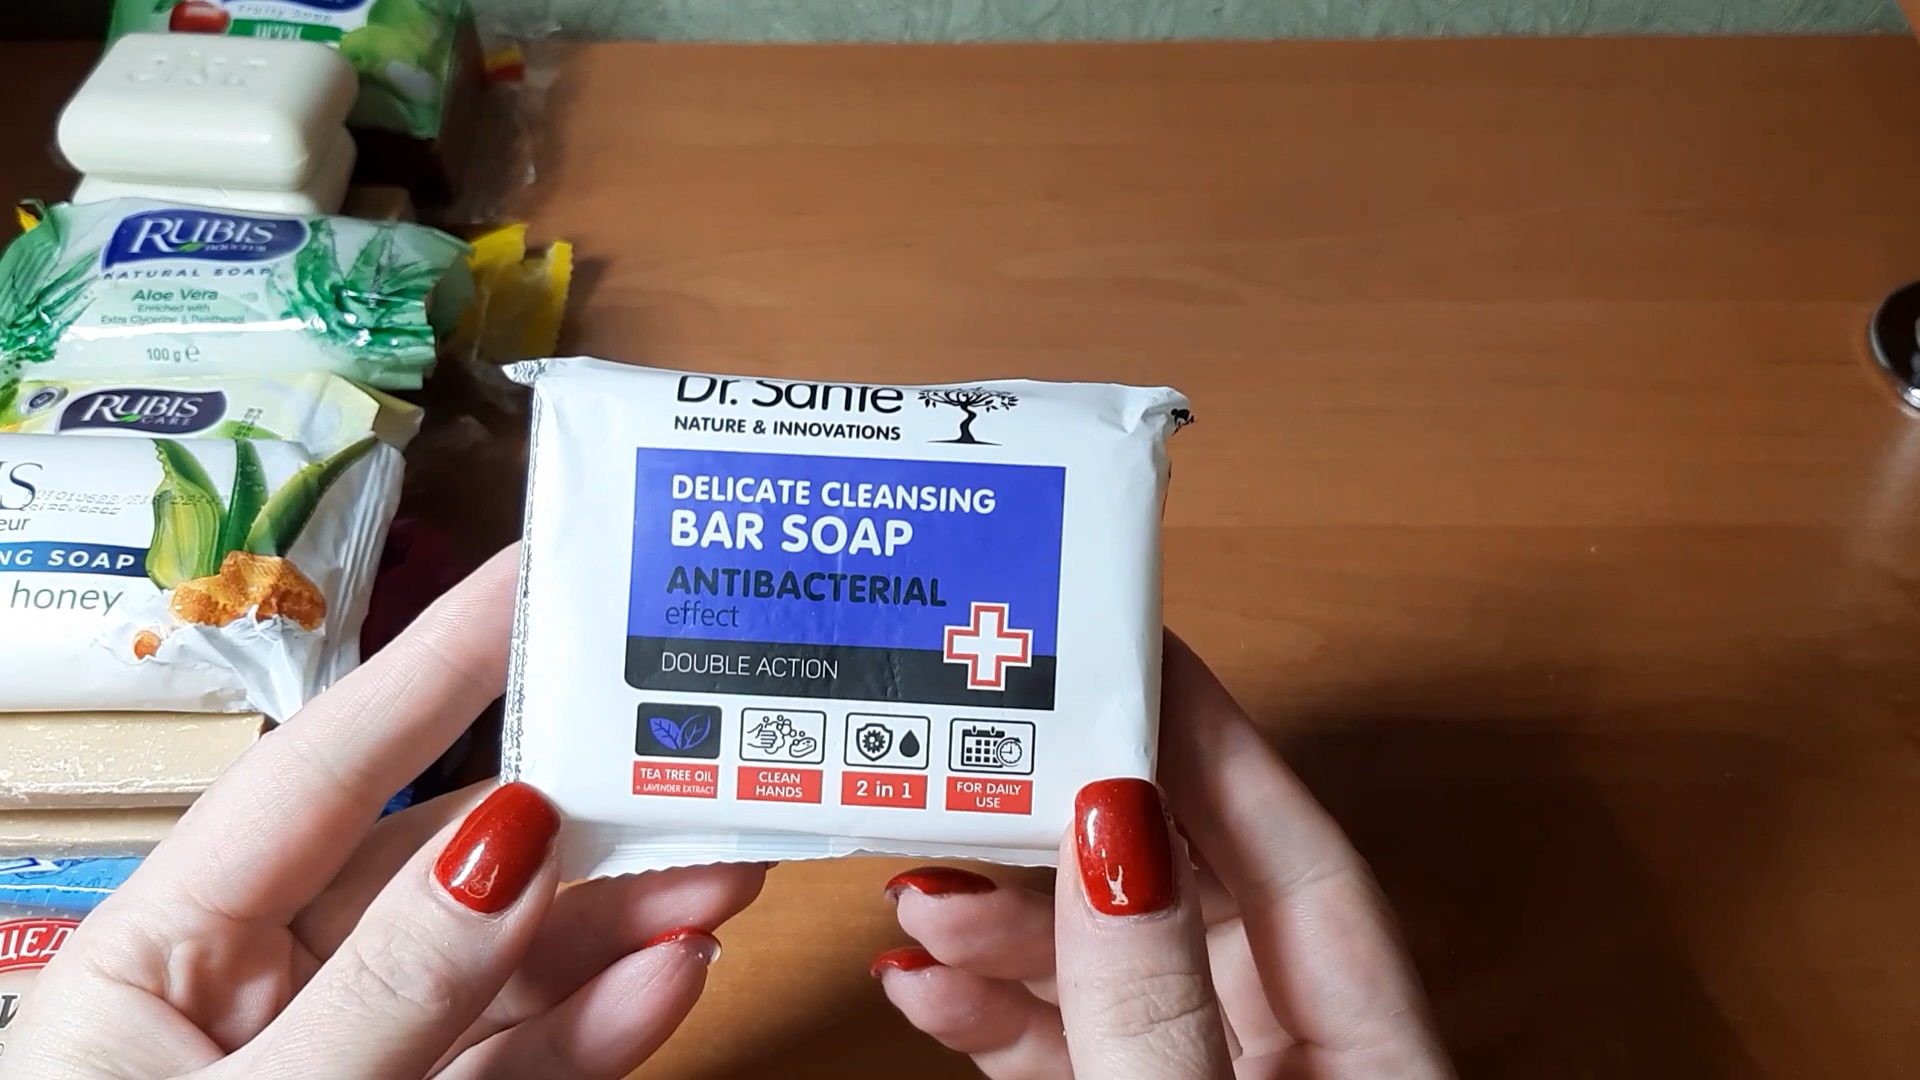 Fruity Soap
RUBIS
NATURAL SOAP
Aloe Vera
Enriched with
Extra Glycerine & Panthenol
100 g e
RUBIS
CARE
NG SOAP
honey
Dr. Sante
NATURE & INNOVATIONS
DELICATE CLEANSING
BAR SOAP
ANTIBACTERIAL
effect
DOUBLE ACTION
TEA TREE OIL
+ LAVENDER EXTRACT
CLEAN
HANDS
2 in 1
FOR DAILY
USE